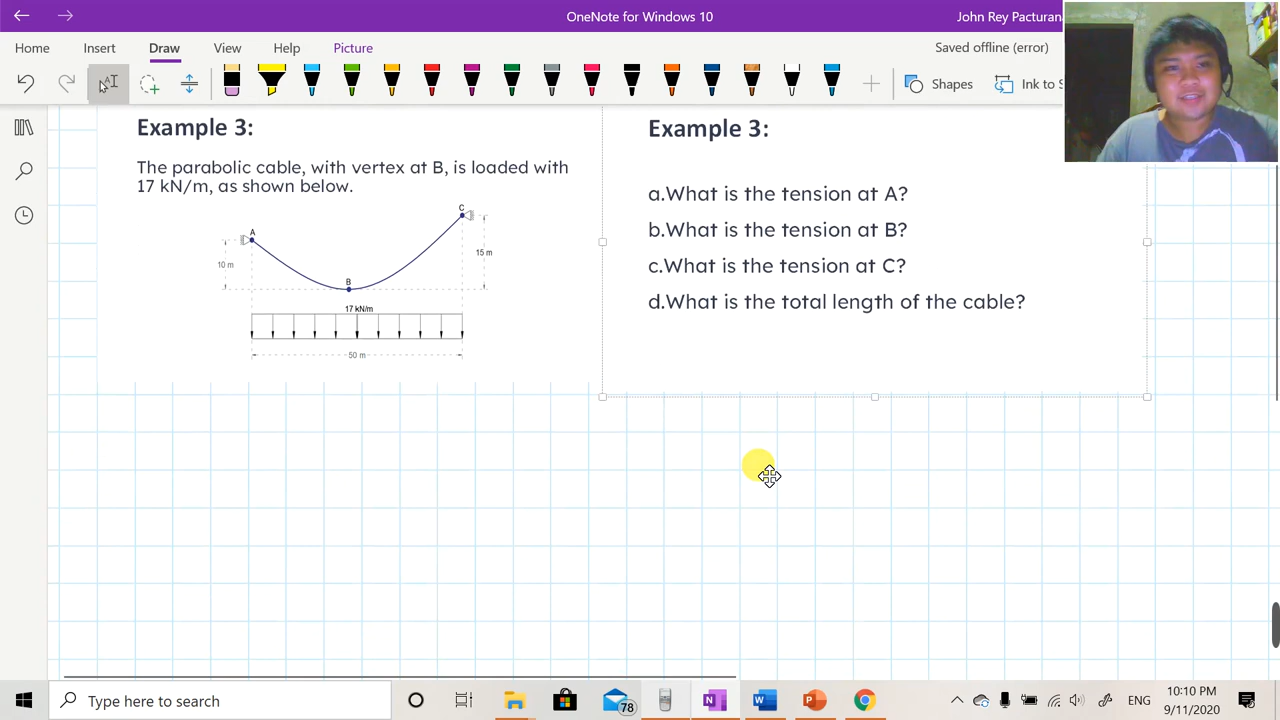 OneNote for Windows 10
John Rey Pacturan
Home
Insert
Draw
View
Help
Picture
Saved offline (error)
Shapes
Ink to S
Example 3:
The parabolic cable, with vertex at B, is loaded with
17 kN/m, as shown below.
C
A
10 m
15 m
B
17 kN/m
50 m
Example 3:
a.What is the tension at A?
b.What is the tension at B?
c.What is the tension at C?
d.What is the total length of the cable?
Type here to search
78
ENG
10:10 PM
9/11/2020